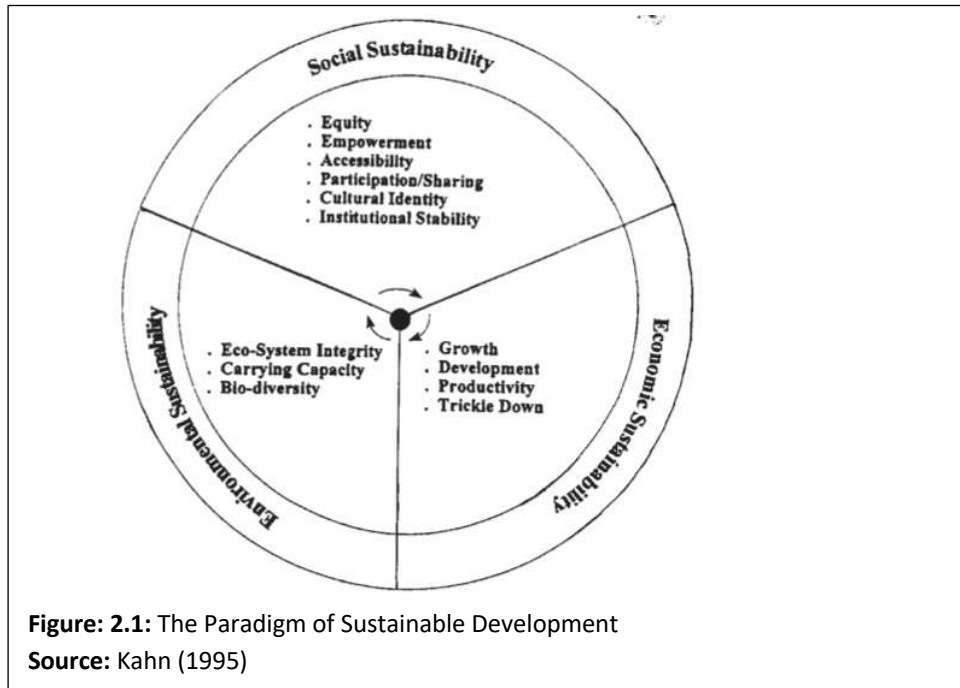 Social Sustainability
. Equity
. Empowerment
. Accessibility
. Participation/Sharing
. Cultural Identity
. Institutional Stability
Environmental Sustainability
. Eco-System Integrity
. Carrying Capacity
. Bio-diversity
. Growth
. Development
. Productivity
. Trickle Down
Economic Sustainability
Figure: 2.1: The Paradigm of Sustainable Development
Source: Kahn (1995)